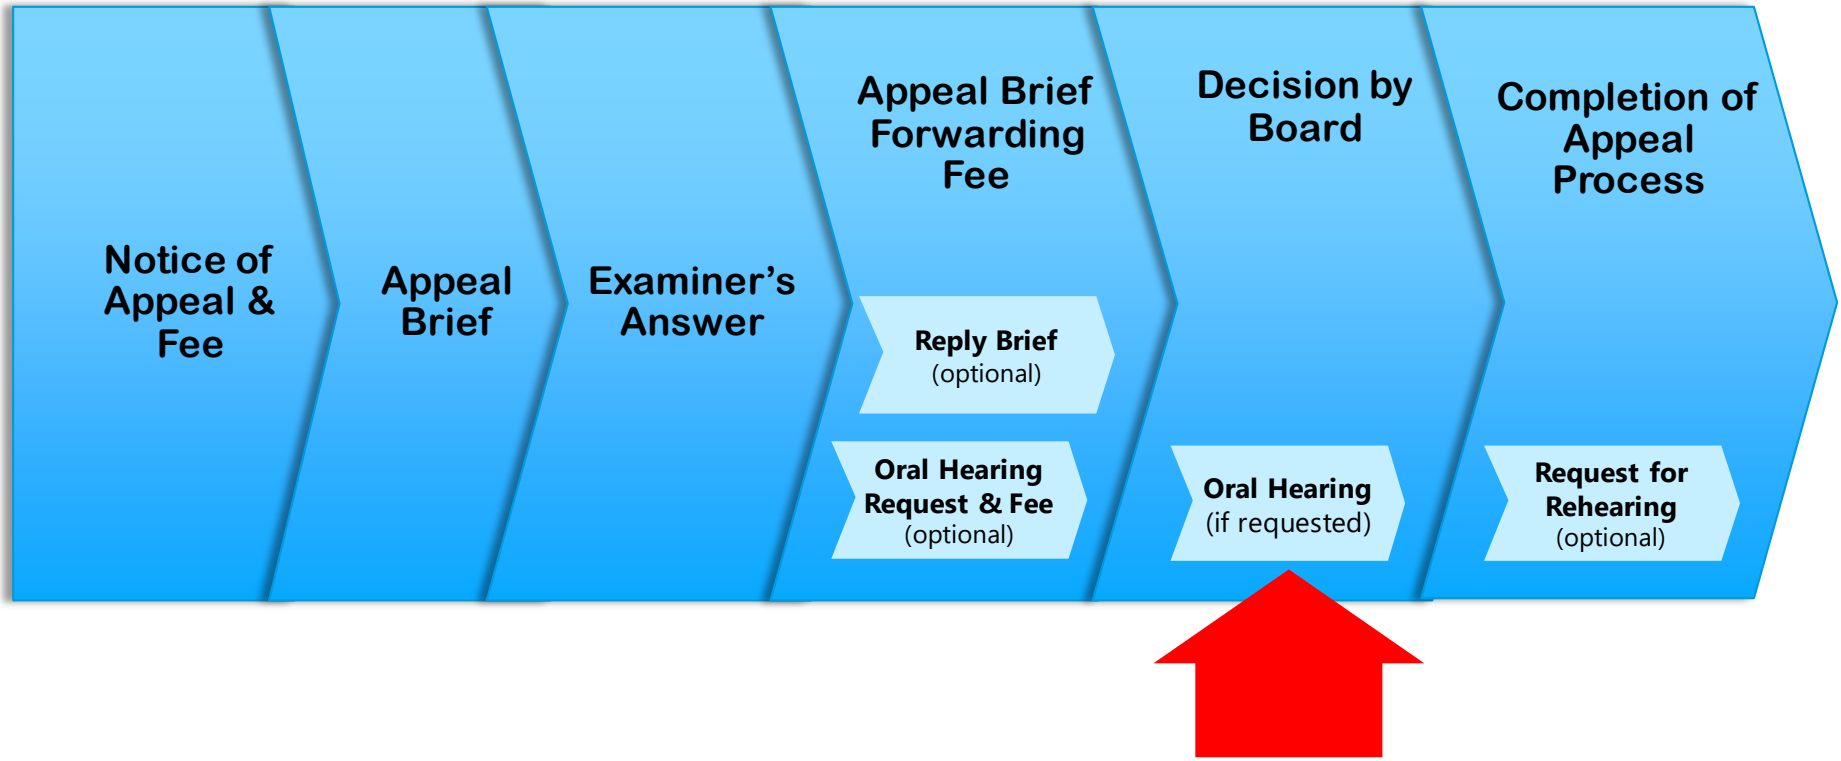 Notice of
Appeal &
Fee
Appeal
Brief
Examiner’s
Answer
Appeal Brief
Forwarding
Fee
Reply Brief
(optional)
Oral Hearing
Request & Fee
(optional)
Decision by
Board
Oral Hearing
(if requested)
Completion of
Appeal
Process
Request for
Rehearing
(optional)